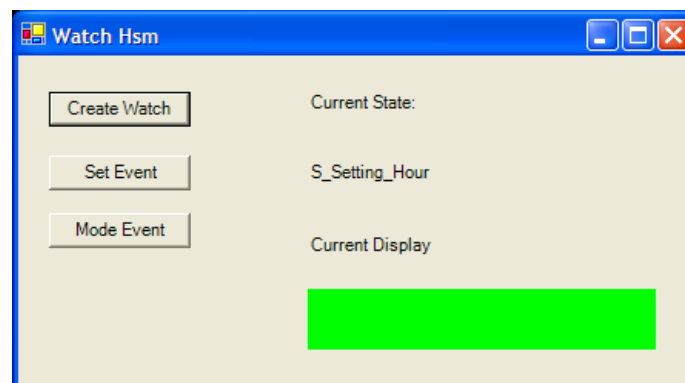 Watch Hsm
Create Watch
Current State:
Set Event
S_Setting_Hour
Mode Event
Current Display